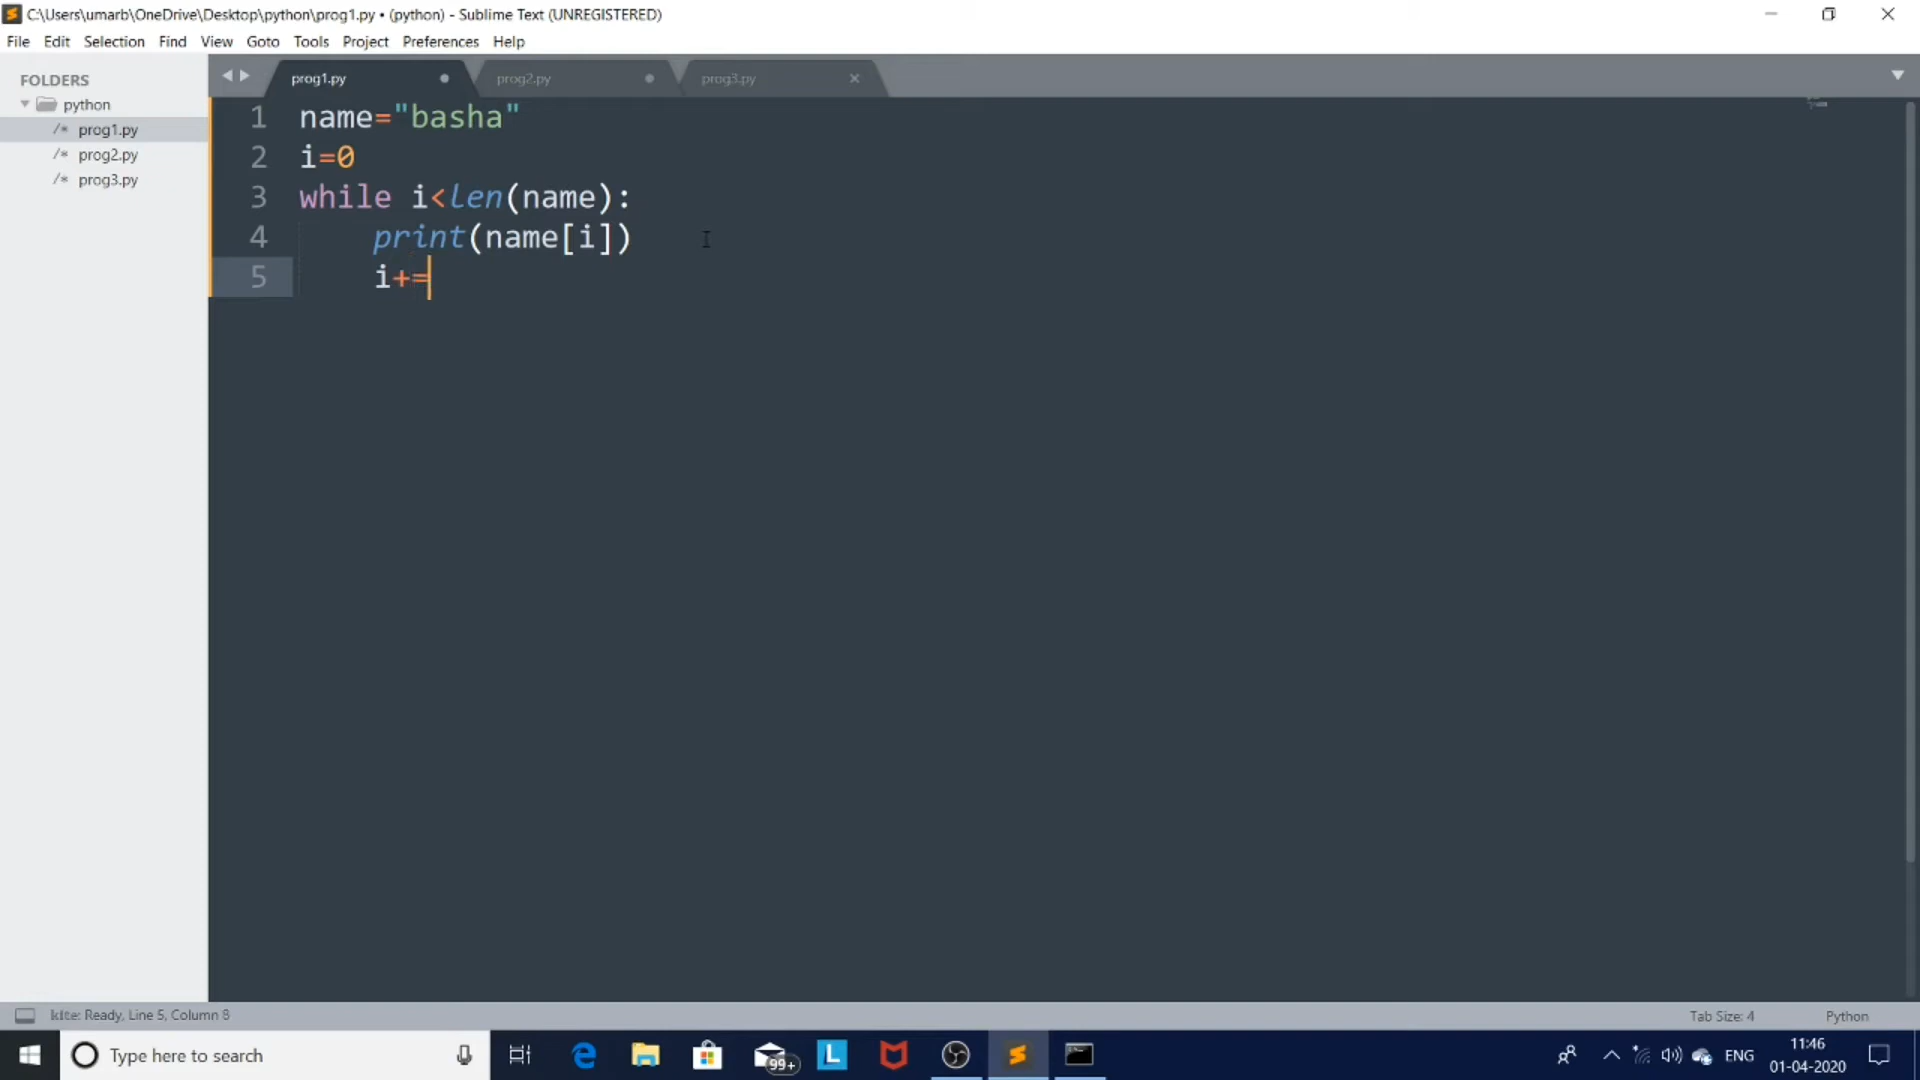 C:\Users\umarb\OneDrive\Desktop\python\prog1.py • (python) - Sublime Text (UNREGISTERED)
File Edit Selection Find View Goto Tools Project Preferences Help
FOLDERS
python
/* prog1.py
/* prog2.py
/* prog3.py
prog1.py prog2.py prog3.py
1 name="basha"
2 i=0
3 while i<len(name):
4 print(name[i])
5 i+=
kite: Ready, Line 5, Column 8
Tab Size: 4 Python
Type here to search
99+
L
ENG
11:46
01-04-2020